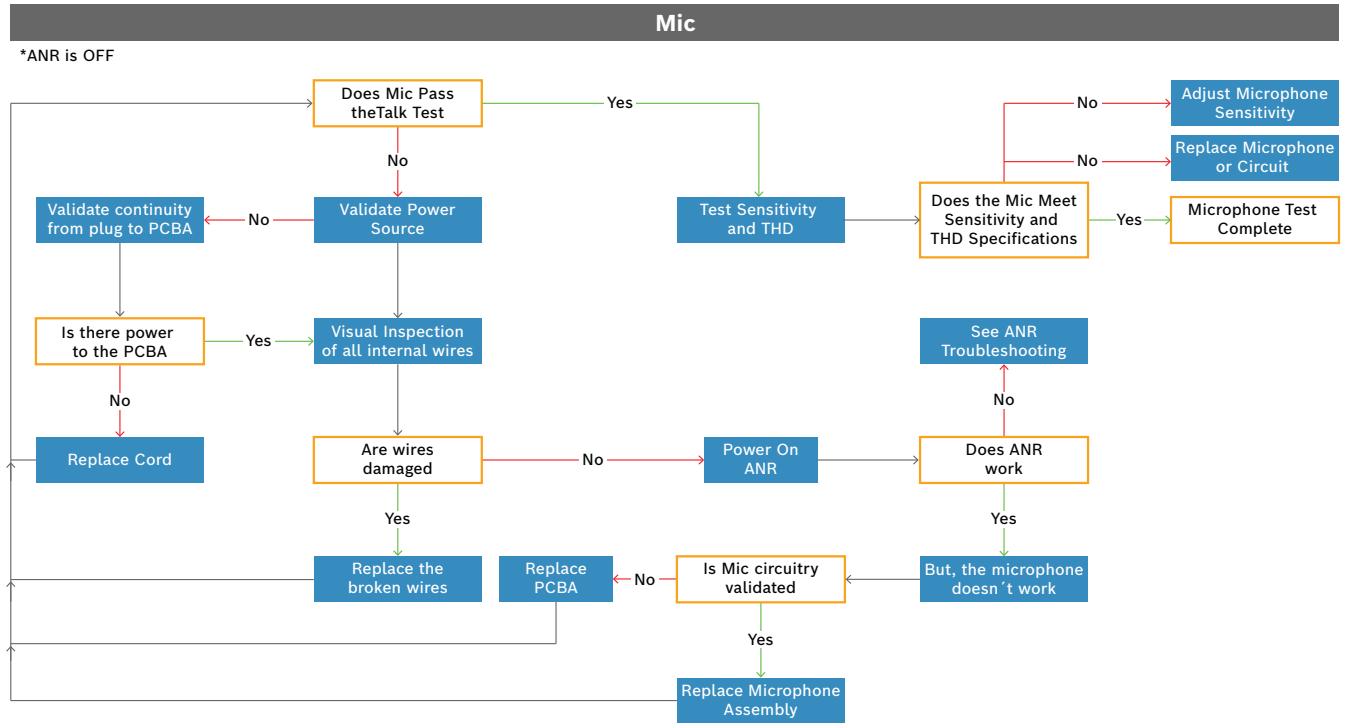 Mic
*ANR is OFF
Does Mic Pass
theTalk Test
Yes
No
Adjust Microphone
Sensitivity
No
Replace Microphone
or Circuit
No
Validate continuity
from plug to PCBA
No
Validate Power
Source
Test Sensitivity
and THD
Does the Mic Meet
Sensitivity and
THD Specifications
Yes
Microphone Test
Complete
Is there power
to the PCBA
Yes
Visual Inspection
of all internal wires
See ANR
Troubleshooting
No
No
Replace Cord
Are wires
damaged
No
Power On
ANR
Does ANR
work
Yes
Yes
Replace the
broken wires
Replace
PCBA
No
Is Mic circuitry
validated
But, the microphone
doesn´t work
Yes
Replace Microphone
Assembly